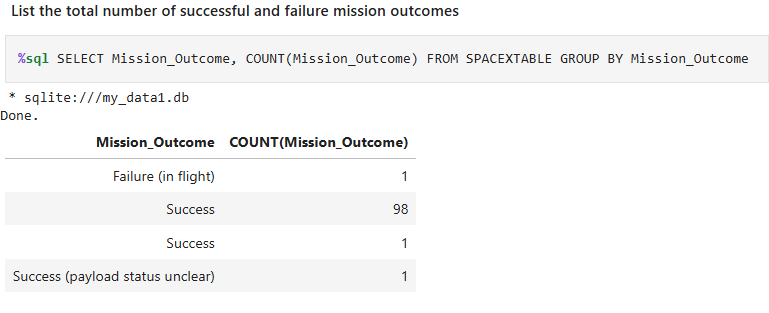 List the total number of successful and failure mission outcomes
%sql SELECT Mission_Outcome, COUNT(Mission_Outcome) FROM SPACEXTABLE GROUP BY Mission_Outcome
* sqlite:///my_data1.db
Done.
Mission_Outcome COUNT(Mission_Outcome)
Failure (in flight) 1
Success 98
Success 1
Success (payload status unclear) 1